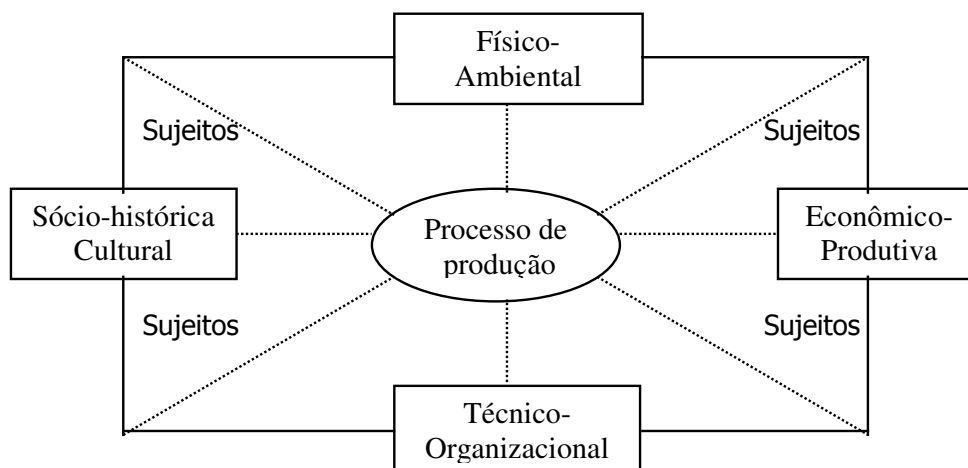 Físico-
Ambiental
Sujeitos
Sujeitos
Sócio-histórica
Cultural
Processo de
produção
Econômico-
Produtiva
Sujeitos
Sujeitos
Técnico-
Organizacional